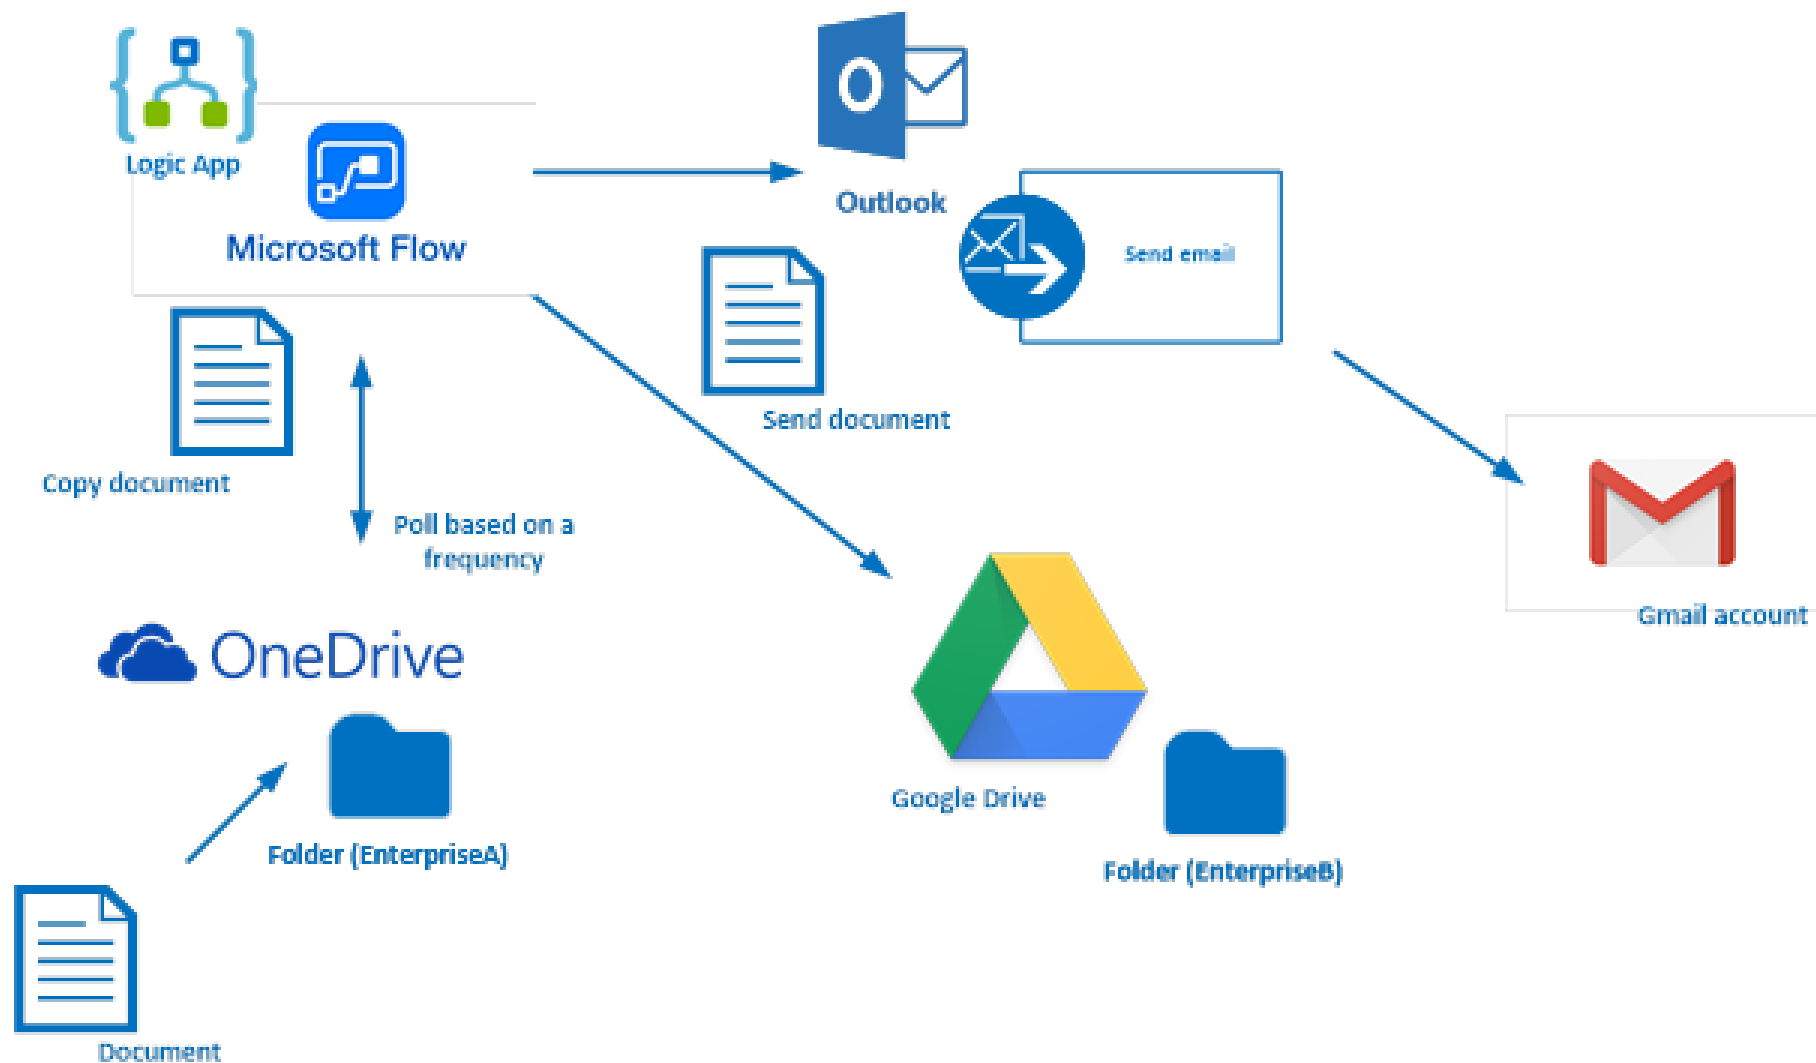 Logic App
Microsoft Flow
Outlook
Send email
Send document
Copy document
Poll based on a
frequency
OneDrive
Gmail account
Google Drive
Folder (EnterpriseA)
Folder (EnterpriseB)
Document